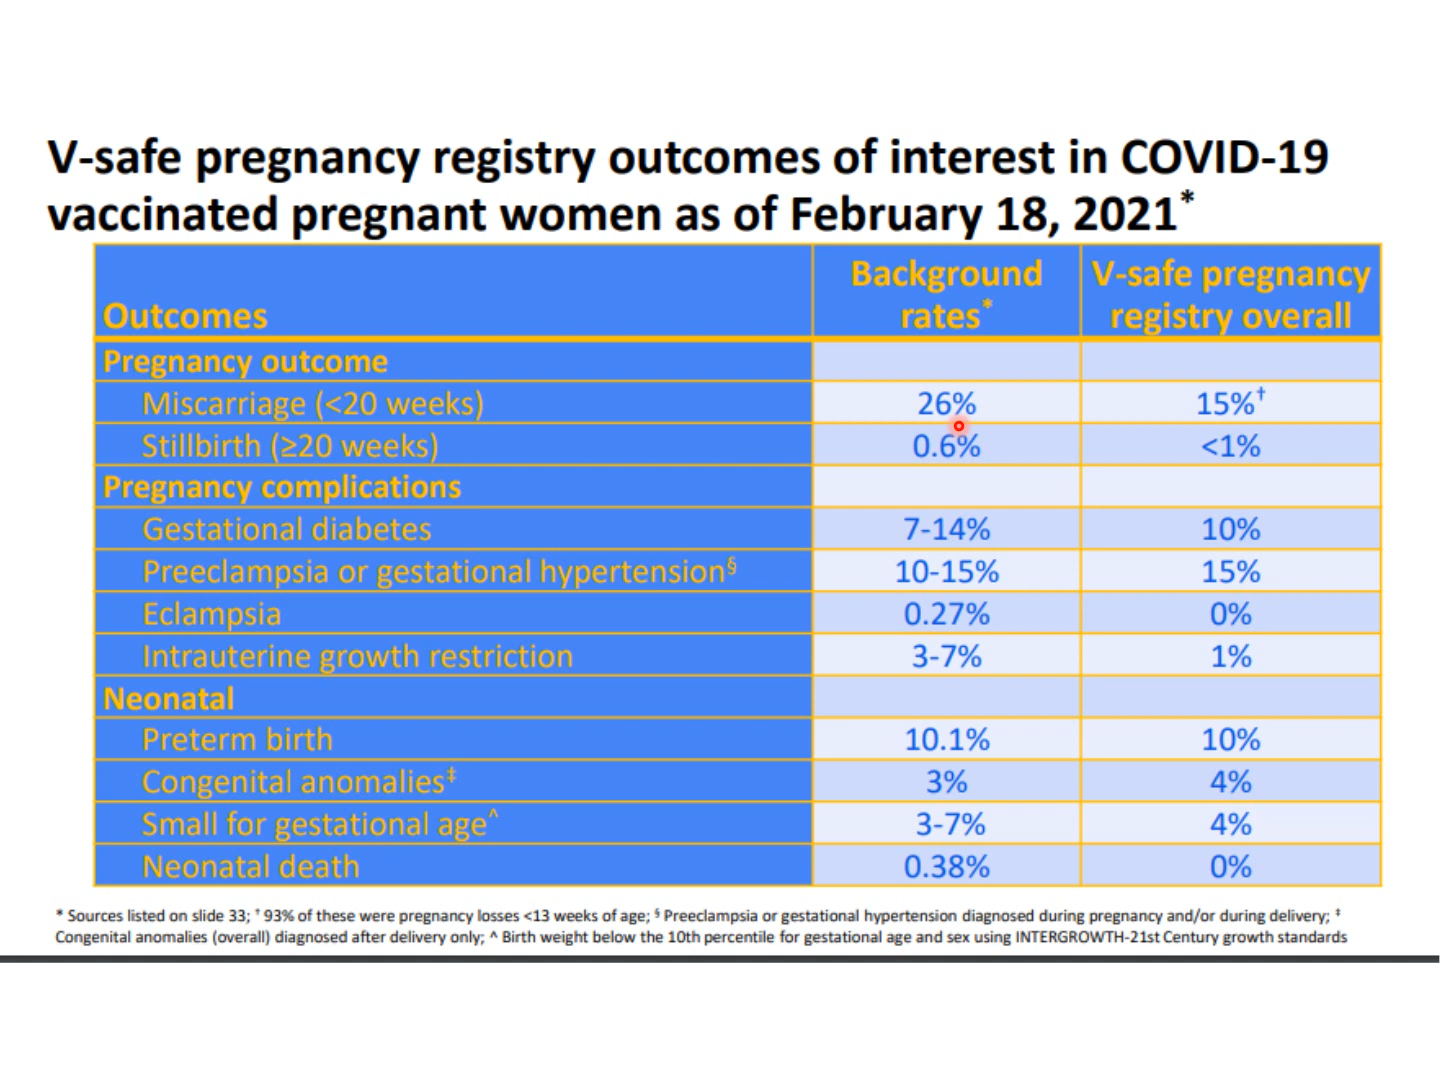 V-safe pregnancy registry outcomes of interest in COVID-19
vaccinated pregnant women as of February 18, 2021*
Outcomes | Background rates* | V-safe pregnancy registry overall
Pregnancy outcome
Miscarriage (<20 weeks) 26% 15%†
Stillbirth (≥20 weeks) 0.6% <1%
Pregnancy complications
Gestational diabetes 7-14% 10%
Preeclampsia or gestational hypertension§ 10-15% 15%
Eclampsia 0.27% 0%
Intrauterine growth restriction 3-7% 1%
Neonatal
Preterm birth 10.1% 10%
Congenital anomalies‡ 3% 4%
Small for gestational age^ 3-7% 4%
Neonatal death 0.38% 0%
* Sources listed on slide 33; † 93% of these were pregnancy losses <13 weeks of age; § Preeclampsia or gestational hypertension diagnosed during pregnancy and/or during delivery; ‡
Congenital anomalies (overall) diagnosed after delivery only; ^ Birth weight below the 10th percentile for gestational age and sex using INTERGROWTH-21st Century growth standards